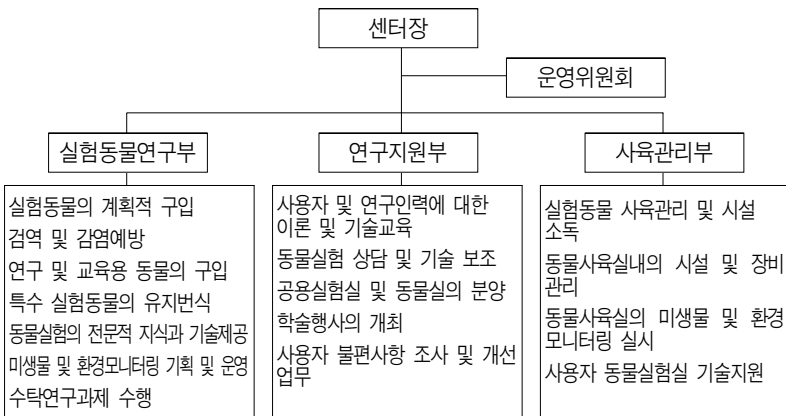 센터장
운영위원회
실험동물연구부
연구지원부
사육관리부
실험동물의 계획적 구입
검역 및 감염예방
연구 및 교육용 동물의 구입
특수 실험동물의 유지번식
동물실험의 전문적 지식과 기술제공
미생물 및 환경모니터링 기획 및 운영
수탁연구과제 수행
사용자 및 연구인력에 대한
이론 및 기술교육
동물실험 상담 및 기술 보조
공용실험실 및 동물실의 분양
학술행사의 개최
사용자 불편사항 조사 및 개선
업무
실험동물 사육관리 및 시설
소독
동물사육실내의 시설 및 장비
관리
동물사육실의 미생물 및 환경
모니터링 실시
사용자 동물실험실 기술지원